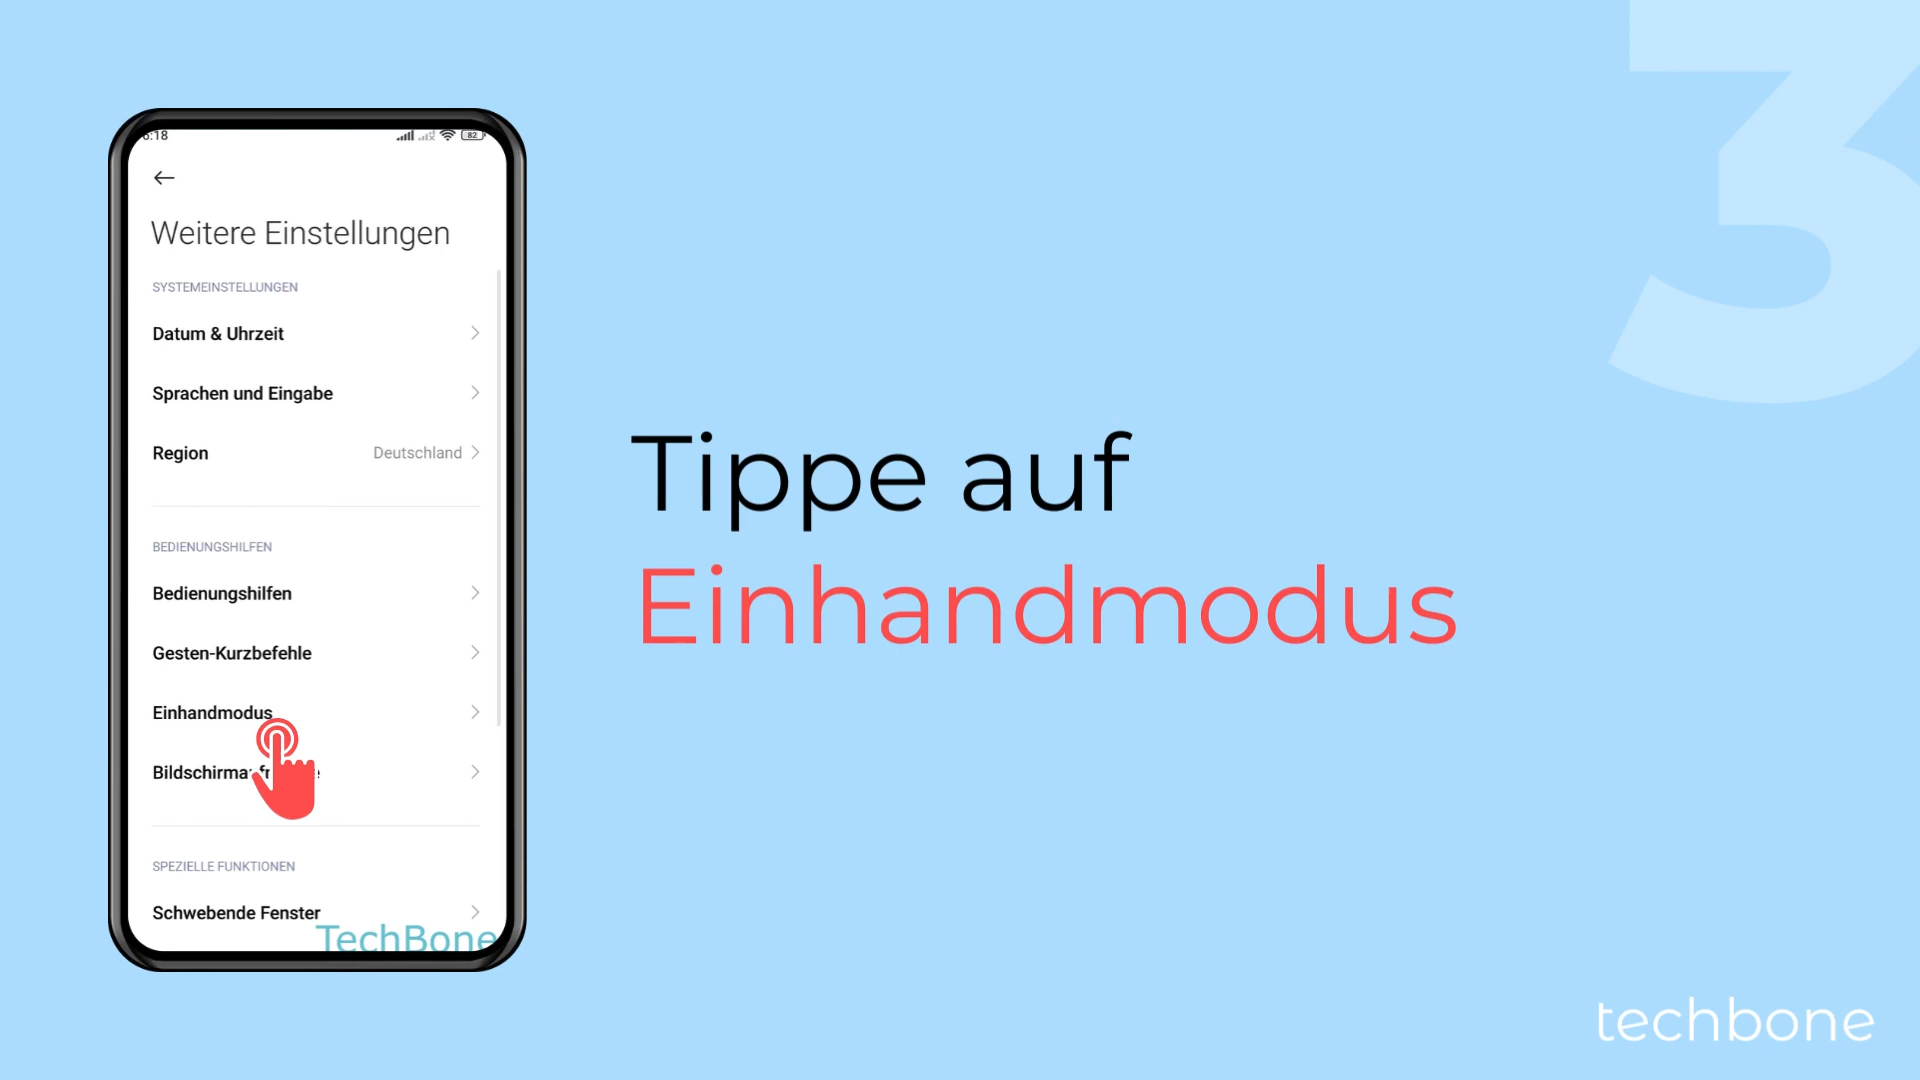 3
6:18
82
Weitere Einstellungen
SYSTEMEINSTELLUNGEN
Datum & Uhrzeit
Sprachen und Eingabe
Region Deutschland
BEDIENUNGSHILFEN
Bedienungshilfen
Gesten-Kurzbefehle
Einhandmodus
SPEZIELLE FUNKTIONEN
Schwebende Fenster
TechBone
Tippe auf
Einhandmodus
techbone